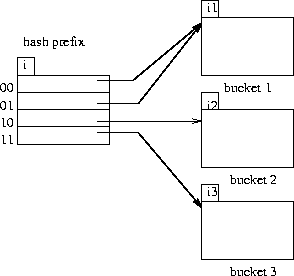 i1
hash prefix
i
00
01
10
11
bucket 1
i2
bucket 2
i3
bucket 3